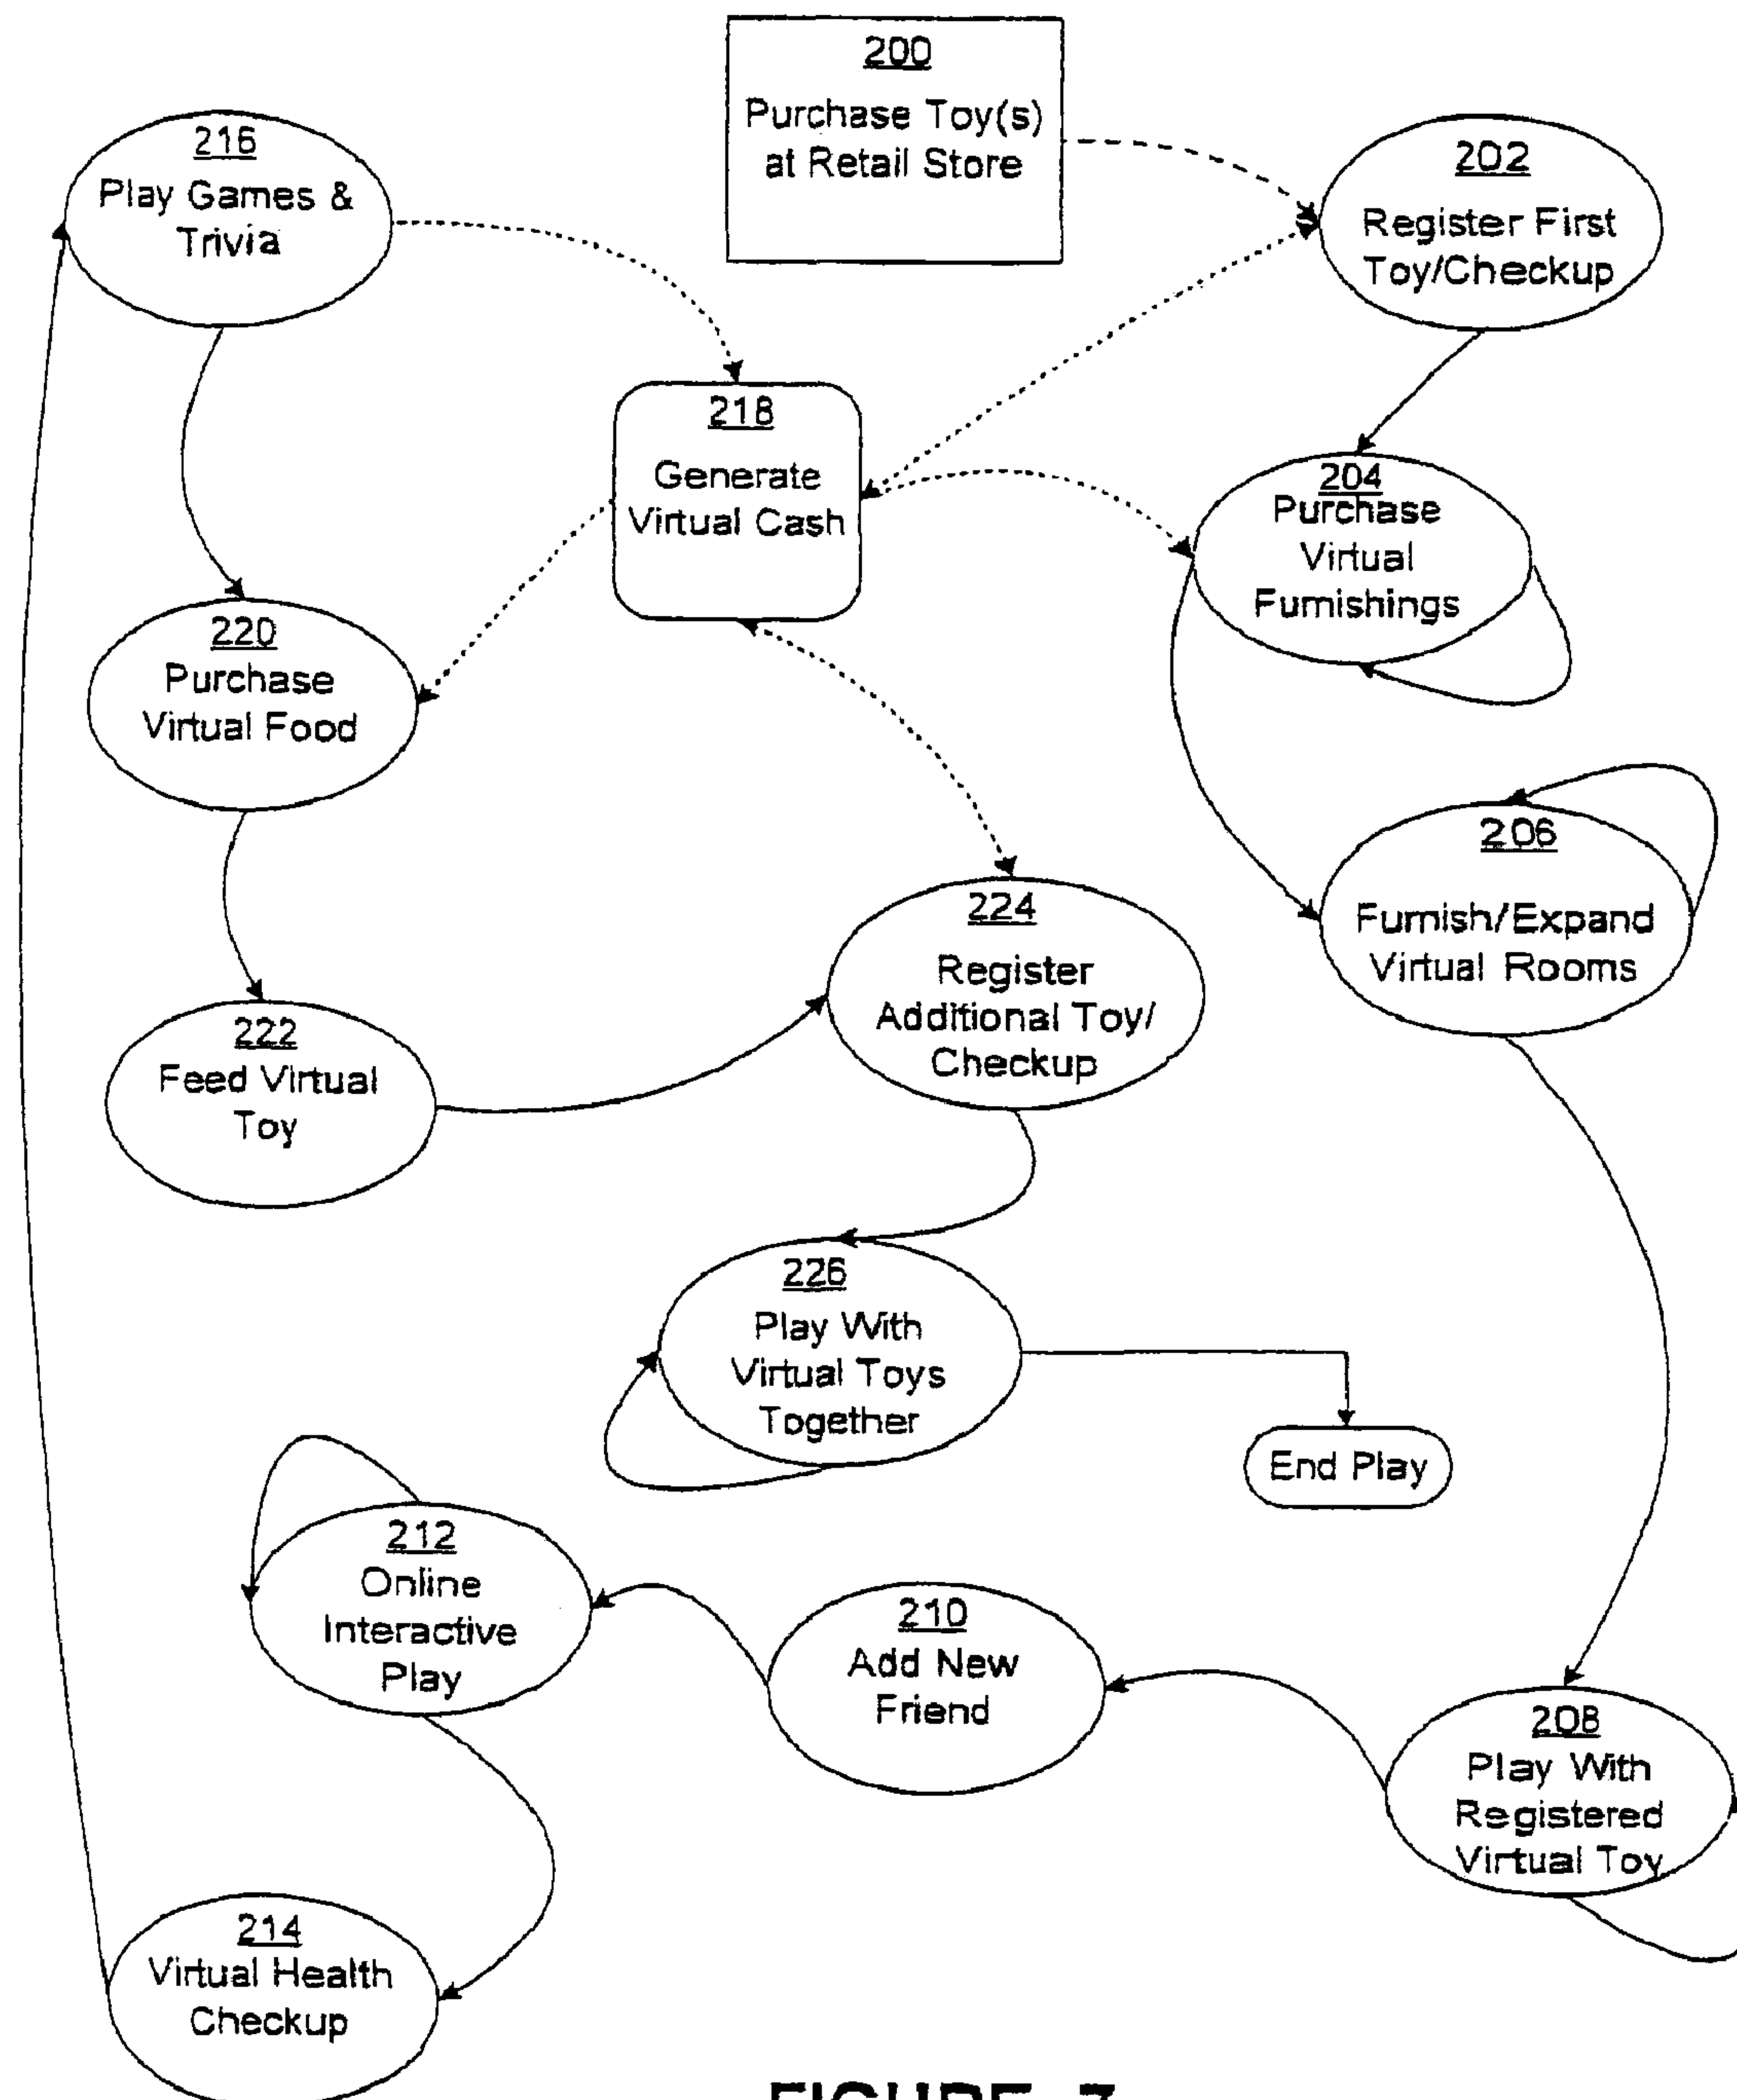 200
Purchase Toy(s)
at Retail Store
216
Play Games &
Trivia
202
Register First
Toy/Checkup
218
Generate
Virtual Cash
204
Purchase
Virtual
Furnishings
220
Purchase
Virtual Food
206
Furnish/Expand
Virtual Rooms
224
Register
Additional Toy/
Checkup
222
Feed Virtual
Toy
226
Play With
Virtual Toys
Together
End Play
212
Online
Interactive
Play
210
Add New
Friend
208
Play With
Registered
Virtual Toy
214
Virtual Health
Checkup